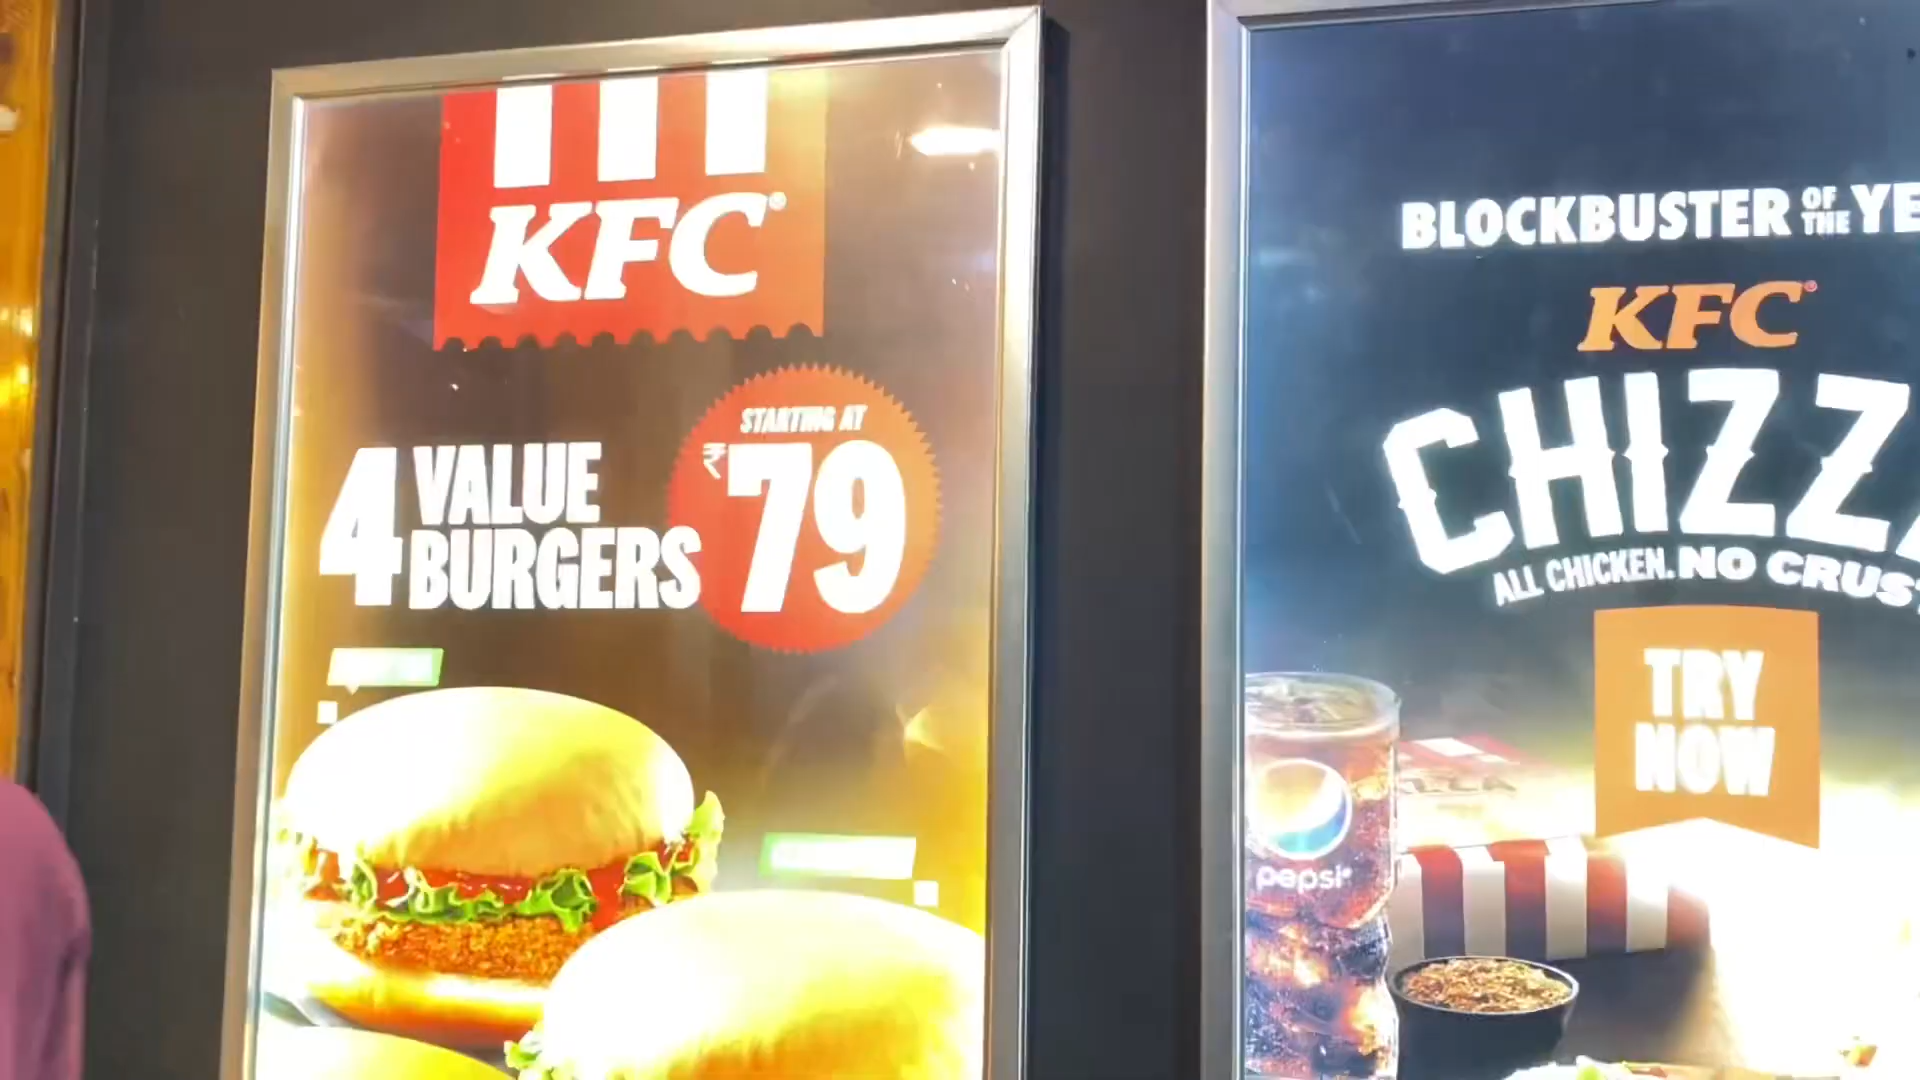 KFC®
4 VALUE
BURGERS
STARTING AT
₹79
BLOCKBUSTER OF THE YE
KFC®
CHIZZ
ALL CHICKEN. NO CRUST
TRY
NOW
pepsi®